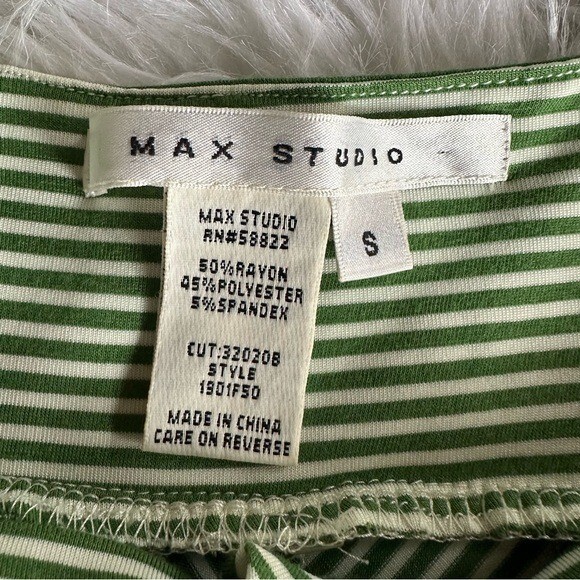 MAX STUDIO
S
MAX STUDIO
RN#58822
50%RAYON
45%POLYESTER
5%SPANDEX
CUT:320208
STYLE
1901F50
MADE IN CHINA
CARE ON REVERSE